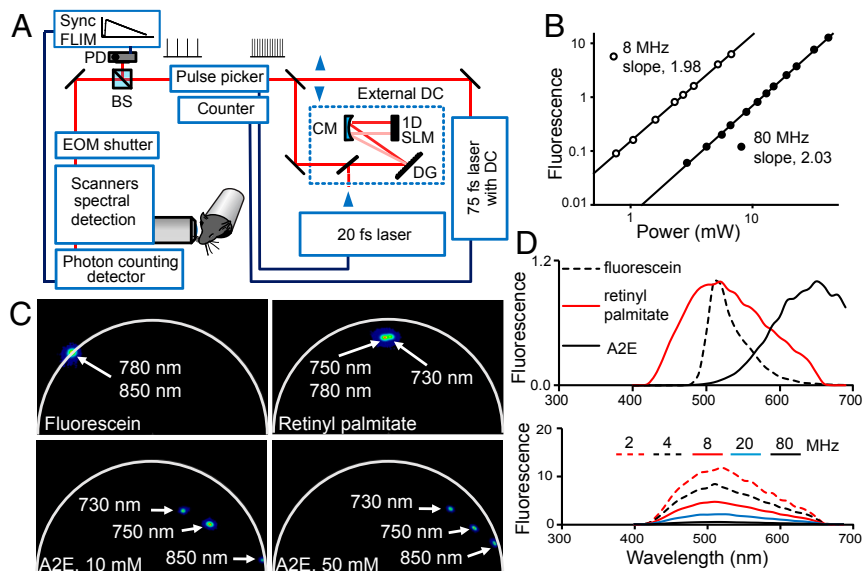 A
Sync
FLIM
PD
BS
Pulse picker
Counter
External DC
CM
1D
SLM
DG
EOM shutter
Scanners
spectral
detection
Photon counting
detector
20 fs laser
75 fs laser
with DC
B
Fluorescence
1
0.1
0.01
8 MHz
slope, 1.98
80 MHz
slope, 2.03
1
10
Power (mW)
C
780 nm
850 nm
Fluorescein
750 nm
780 nm
730 nm
Retinyl palmitate
730 nm
750 nm
850 nm
A2E, 10 mM
730 nm
750 nm
850 nm
A2E, 50 mM
D
fluorescein
retinyl
palmitate
A2E
Fluorescence
1.2
0.0
300 400 500 600 700
2 4 8 20 80 MHz
Fluorescence
20
10
0
300 400 500 600 700
Wavelength (nm)